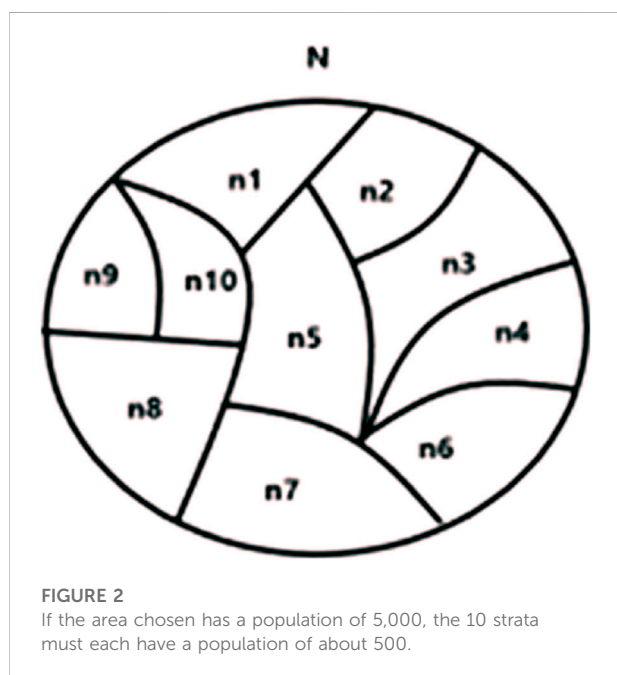 N
n1
n2
n3
n9
n10
n4
n5
n8
n6
n7
FIGURE 2
If the area chosen has a population of 5,000, the 10 strata
must each have a population of about 500.